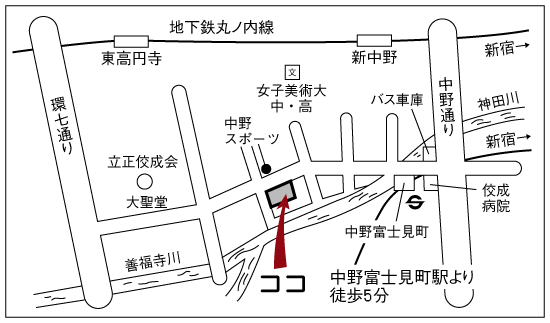 地下鉄丸ノ内線
東高円寺
新中野
新宿→
文
女子美術大
中・高
環七通り
中野通り
バス車庫
神田川
中野
スポーツ
新宿→
立正佼成会
大聖堂
佼成
病院
中野富士見町
善福寺川
ココ
中野富士見町駅より
徒歩5分